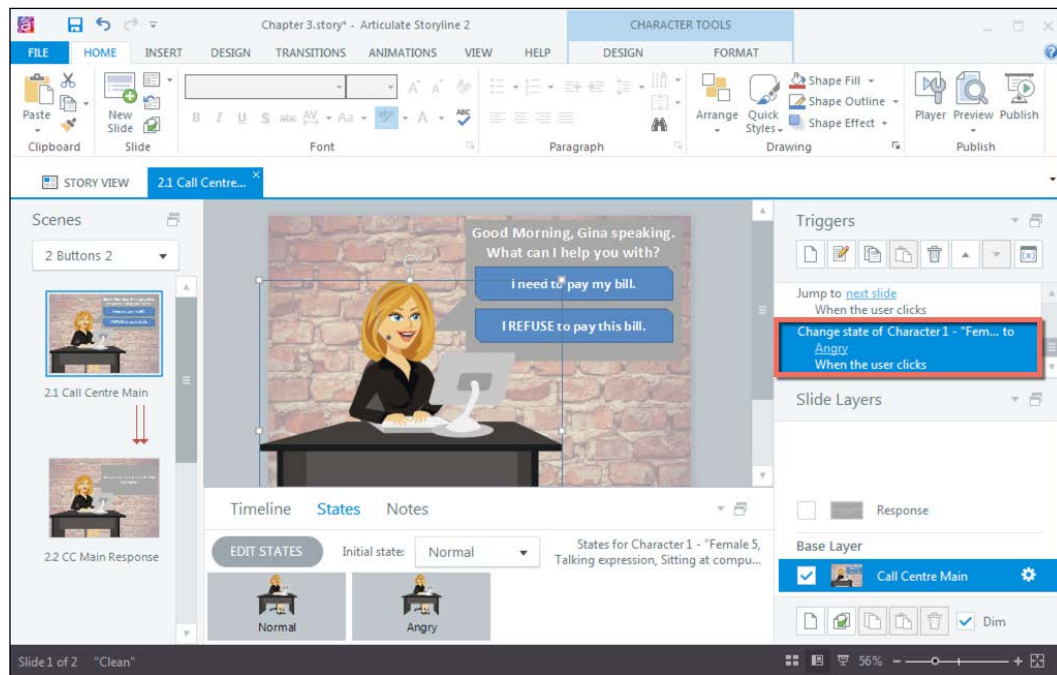 Chapter 3.story* - Articulate Storyline 2
CHARACTER TOOLS
FILE HOME INSERT DESIGN TRANSITIONS ANIMATIONS VIEW HELP DESIGN FORMAT
Paste
New Slide
B I U S abc AV Aa aby A ABC
Arrange
Quick Styles
Shape Fill
Shape Outline
Shape Effect
Player Preview Publish
Clipboard Slide Font Paragraph Drawing Publish
STORY VIEW 2.1 Call Centre...
Scenes
2 Buttons 2
2.1 Call Centre Main
2.2 CC Main Response
Good Morning, Gina speaking.
What can I help you with?
i need to pay my bill.
I REFUSE to pay this bill.
Timeline States Notes
EDIT STATES Initial state: Normal
States for Character 1 - "Female 5,
Talking expression, Sitting at compu...
Normal Angry
Triggers
Jump to next slide
When the user clicks
Change state of Character 1 - "Fem... to
Angry
When the user clicks
Slide Layers
Response
Base Layer
Call Centre Main
Dim
Slide 1 of 2 "Clean" 56%